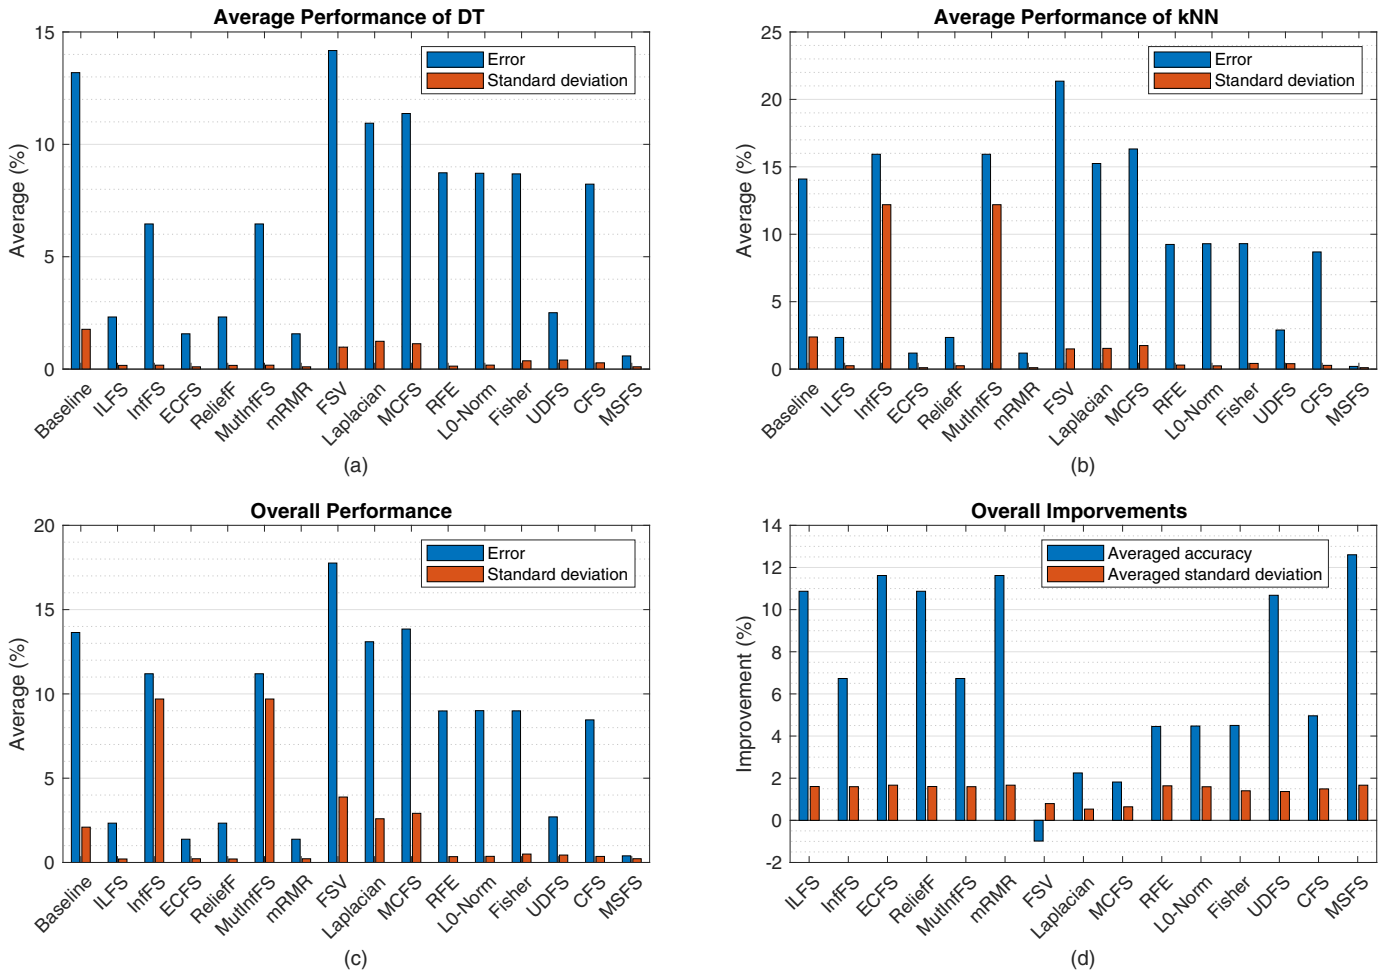 Average Performance of DT
Error
Standard deviation
15
10
5
0
Average (%)
Baseline
ILFS
InfFS
ECFS
ReliefF
MutInfFS
mRMR
FSV
Laplacian
MCFS
RFE
L0-Norm
Fisher
UDFS
CFS
MSFS
(a)
Average Performance of kNN
Error
Standard deviation
25
20
15
10
5
0
Average (%)
Baseline
ILFS
InfFS
ECFS
ReliefF
MutInfFS
mRMR
FSV
Laplacian
MCFS
RFE
L0-Norm
Fisher
UDFS
CFS
MSFS
(b)
Overall Performance
Error
Standard deviation
20
15
10
5
0
Average (%)
Baseline
ILFS
InfFS
ECFS
ReliefF
MutInfFS
mRMR
FSV
Laplacian
MCFS
RFE
L0-Norm
Fisher
UDFS
CFS
MSFS
(c)
Overall Imporvements
Averaged accuracy
Averaged standard deviation
14
12
10
8
6
4
2
0
-2
Improvement (%)
ILFS
InfFS
ECFS
ReliefF
MutInfFS
mRMR
FSV
Laplacian
MCFS
RFE
L0-Norm
Fisher
UDFS
CFS
MSFS
(d)